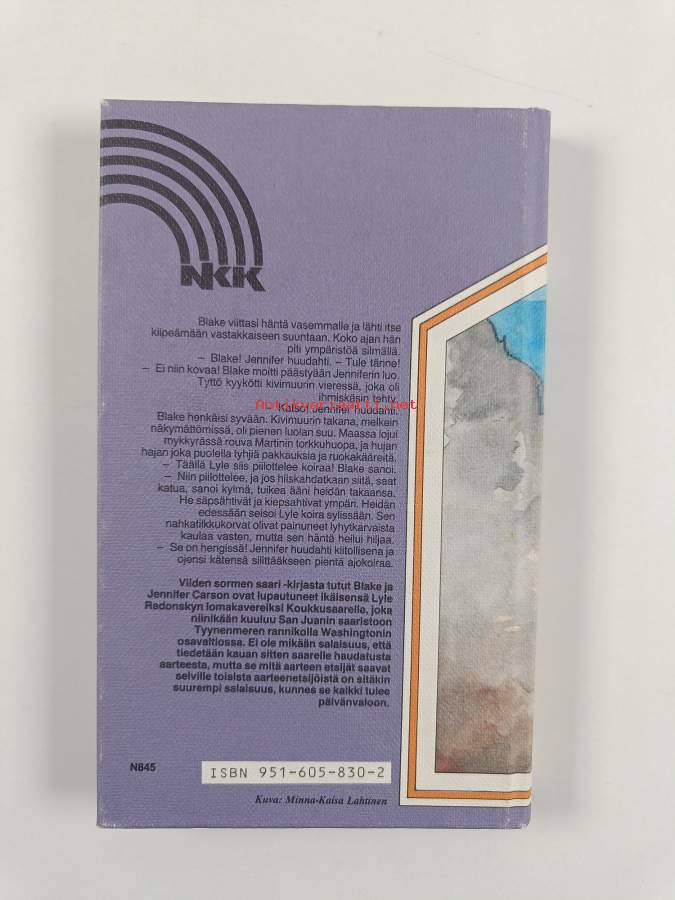 NKK
Blake viittasi häntä vasemmalle ja lähti itse
kiipeämään vastakkaiseen suuntaan. Koko ajan hän
piti ympäristöä silmällä.
– Blake! Jennifer huudahti. – Tule tänne!
– Ei niin kovaa! Blake moitti päästyään Jenniferin luo.
Tyttö kyykötti kivimuurin vieressä, joka oli
ihmiskäsin tehty.
– Katso! Jennifer huudahti.
antikvariaatti.net
Blake henkäisi syvään. Kivimuurin takana, melkein
näkymättömissä, oli pienen luolan suu. Maassa lojui
mykkyrässä rouva Martinin torkkuhuopa, ja hujan
hajan joka puolella tyhjiä pakkauksia ja ruokakääreitä.
– Täällä Lyle siis piilottelee koiraa! Blake sanoi.
– Niin piilottelee, ja jos hiiskahdatkaan siitä, saat
katua, sanoi kylmä, tuikea ääni heidän takaansa.
He säpsähtivät ja kiepsahtivat ympäri. Heidän
edessään seisoi Lyle koira sylissään. Sen
nahkatilkkukorvat olivat painuneet lyhytkarvaista
kaulaa vasten, mutta sen häntä heilui hiljaa.
– Se on hengissä! Jennifer huudahti kiitollisena ja
ojensi kätensä silittääkseen pientä ajokoiraa.
Viiden sormen saari -kirjasta tutut Blake ja
Jennifer Carson ovat lupautuneet ikäisensä Lyle
Radonskyn lomakavereiksi Koukkusaarelle, joka
niinikään kuuluu San Juanin saaristoon
Tyynenmeren rannikolla Washingtonin
osavaltiossa. Ei ole mikään salaisuus, että
tiedetään kauan sitten saarelle haudatusta
aarteesta, mutta se mitä aarteen etsijät saavat
selville toisista aarteenetsijöistä on sitäkin
suurempi salaisuus, kunnes se kaikki tulee
päivänvaloon.
N845
ISBN 951-605-830-2
Kuva: Minna-Kaisa Lahtinen